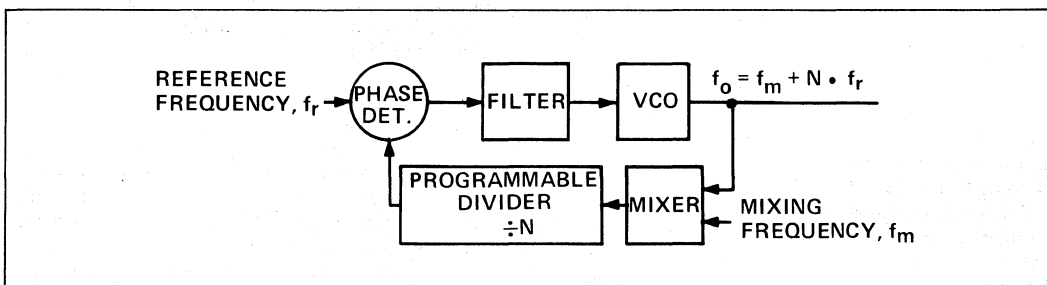 REFERENCE
FREQUENCY, fr
PHASE
DET.
FILTER
VCO
fo = fm + N • fr
PROGRAMMABLE
DIVIDER
÷N
MIXER
MIXING
FREQUENCY, fm